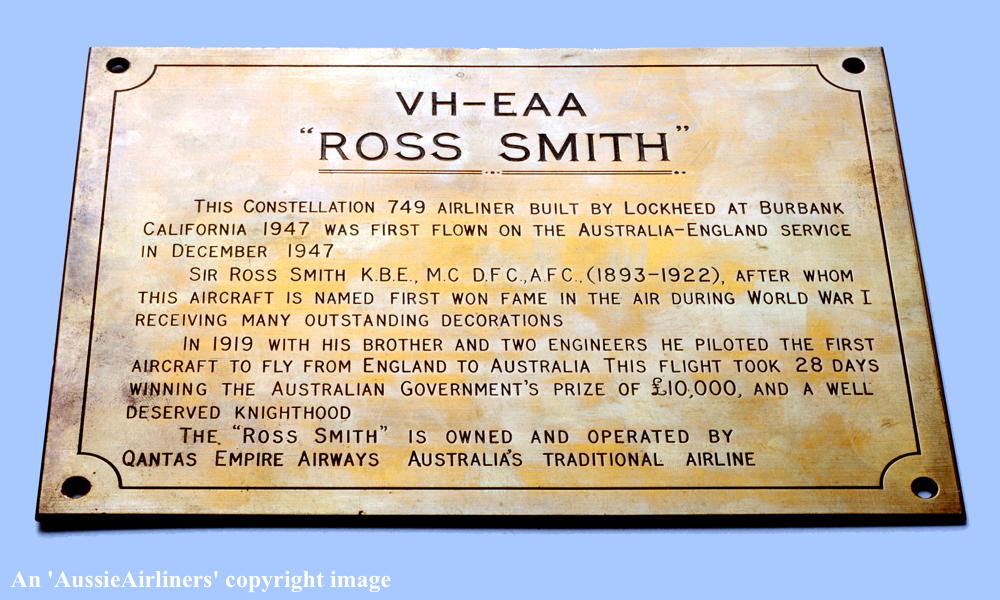 VH-EAA
"ROSS SMITH"
THIS CONSTELLATION 749 AIRLINER BUILT BY LOCKHEED AT BURBANK
CALIFORNIA 1947 WAS FIRST FLOWN ON THE AUSTRALIA-ENGLAND SERVICE
IN DECEMBER 1947
SIR ROSS SMITH K.B.E., M.C D.F.C., A.F.C., (1893-1922), AFTER WHOM
THIS AIRCRAFT IS NAMED FIRST WON FAME IN THE AIR DURING WORLD WAR I
RECEIVING MANY OUTSTANDING DECORATIONS
IN 1919 WITH HIS BROTHER AND TWO ENGINEERS HE PILOTED THE FIRST
AIRCRAFT TO FLY FROM ENGLAND TO AUSTRALIA THIS FLIGHT TOOK 28 DAYS
WINNING THE AUSTRALIAN GOVERNMENT'S PRIZE OF £10,000, AND A WELL
DESERVED KNIGHTHOOD
THE "ROSS SMITH" IS OWNED AND OPERATED BY
QANTAS EMPIRE AIRWAYS AUSTRALIA'S TRADITIONAL AIRLINE
An 'AussieAirliners' copyright image